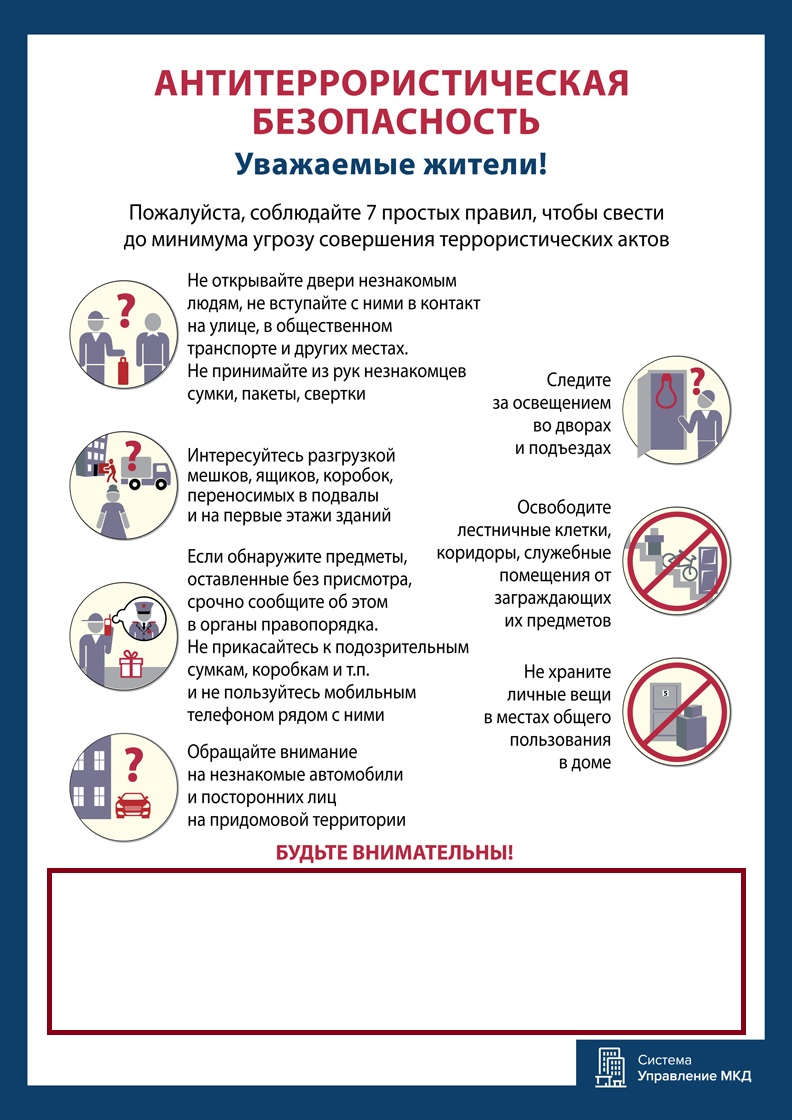 АНТИТЕРРОРИСТИЧЕСКАЯ
БЕЗОПАСНОСТЬ
Уважаемые жители!
Пожалуйста, соблюдайте 7 простых правил, чтобы свести
до минимума угрозу совершения террористических актов
Не открывайте двери незнакомым
людям, не вступайте с ними в контакт
на улице, в общественном
транспорте и других местах.
Не принимайте из рук незнакомцев
сумки, пакеты, свертки
Интересуйтесь разгрузкой
мешков, ящиков, коробок,
переносимых в подвалы
и на первые этажи зданий
Если обнаружите предметы,
оставленные без присмотра,
срочно сообщите об этом
в органы правопорядка.
Не прикасайтесь к подозрительным
сумкам, коробкам и т.п.
и не пользуйтесь мобильным
телефоном рядом с ними
Обращайте внимание
на незнакомые автомобили
и посторонних лиц
на придомовой территории
Следите
за освещением
во дворах
и подъездах
Освободите
лестничные клетки,
коридоры, служебные
помещения от
заграждающих
их предметов
Не храните
личные вещи
в местах общего
пользования
в доме
?
?
?
?
5
БУДЬТЕ ВНИМАТЕЛЬНЫ!
Система
Управление МКД